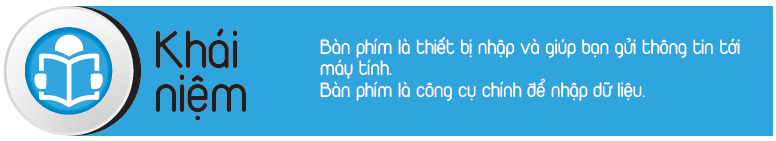 Khái
niệm
Bàn phím là thiết bị nhập và giúp bạn gửi thông tin tới
máy tính.
Bàn phím là công cụ chính để nhập dữ liệu.